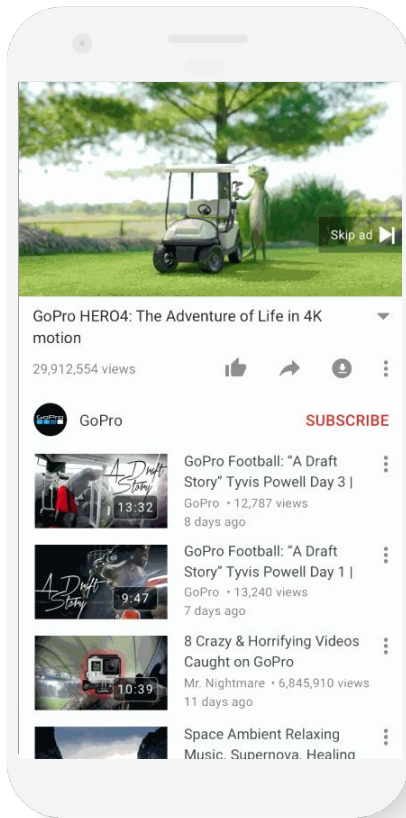 Skip ad
GoPro HERO4: The Adventure of Life in 4K
motion
29,912,554 views
GoPro
GoPro
SUBSCRIBE
A Draft
Story
13:32
GoPro Football: “A Draft
Story” Tyvis Powell Day 3 |
GoPro • 12,787 views
8 days ago
A Draft
Story
9:47
GoPro Football: “A Draft
Story” Tyvis Powell Day 1 |
GoPro • 13,240 views
7 days ago
10:39
8 Crazy & Horrifying Videos
Caught on GoPro
Mr. Nightmare • 6,845,910 views
11 days ago
Space Ambient Relaxing
Music, Supernova, Healing